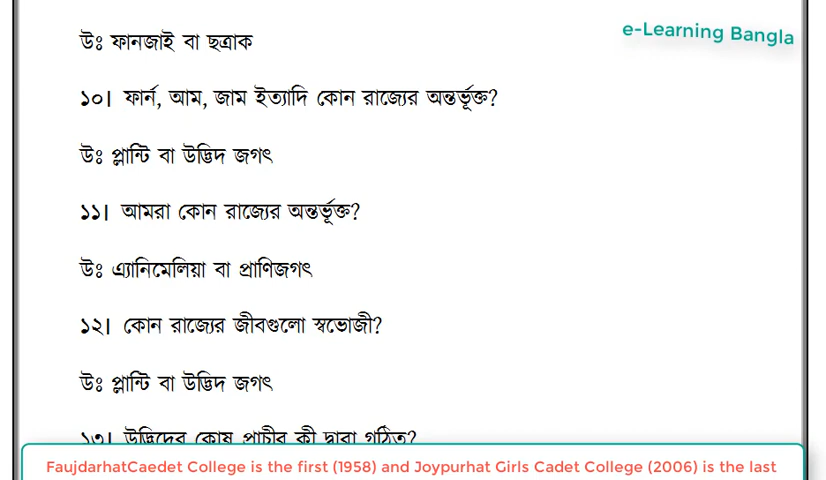 e-Learning Bangla
উঃ ফানজাই বা ছত্রাক
১০। ফার্ন, আম, জাম ইত্যাদি কোন রাজ্যের অন্তর্ভূক্ত?
উঃ প্লান্টি বা উদ্ভিদ জগৎ
১১। আমরা কোন রাজ্যের অন্তর্ভূক্ত?
উঃ এ্যানিমেলিয়া বা প্রাণিজগৎ
১২। কোন রাজ্যের জীবগুলো স্বভোজী?
উঃ প্লান্টি বা উদ্ভিদ জগৎ
১৩। উদ্ভিদের কোষ প্রাচীর কী দ্বারা গঠিত?
FaujdarhatCaedet College is the first (1958) and Joypurhat Girls Cadet College (2006) is the last